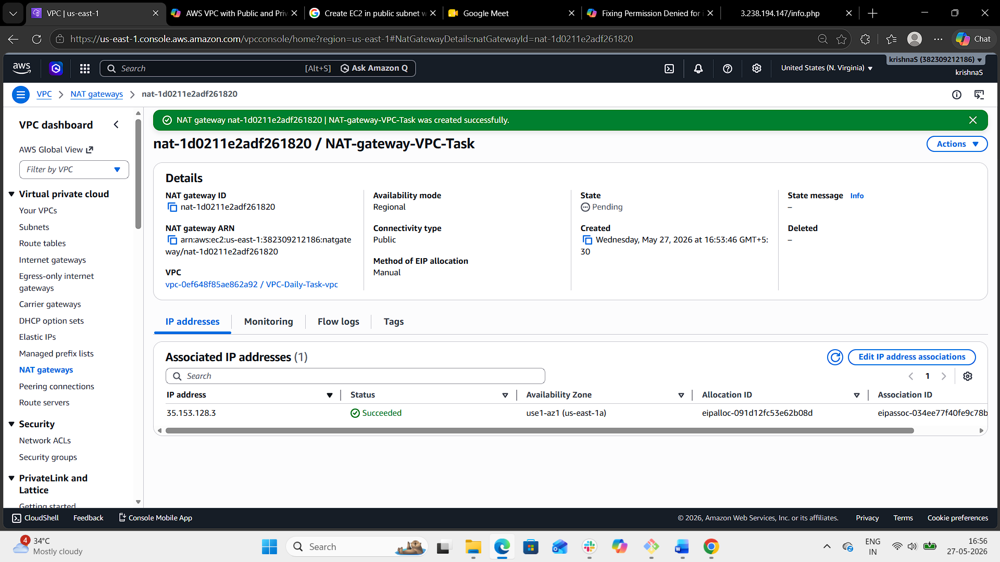 VPC | us-east-1
AWS VPC with Public and Priv
Create EC2 in public subnet w
Google Meet
Fixing Permission Denied for i
3.238.194.147/info.php
https://us-east-1.console.aws.amazon.com/vpcconsole/home?region=us-east-1#NatGatewayDetails:natGatewayId=nat-1d0211e2adf261820
Chat
aws
Search
[Alt+S]
Ask Amazon Q
United States (N. Virginia)
krishnaS (382309212186)
krishnaS
VPC
NAT gateways
nat-1d0211e2adf261820
VPC dashboard
AWS Global View
Filter by VPC
Virtual private cloud
Your VPCs
Subnets
Route tables
Internet gateways
Egress-only internet
gateways
Carrier gateways
DHCP option sets
Elastic IPs
Managed prefix lists
NAT gateways
Peering connections
Route servers
Security
Network ACLs
Security groups
PrivateLink and
Lattice
Getting started
NAT gateway nat-1d0211e2adf261820 | NAT-gateway-VPC-Task was created successfully.
nat-1d0211e2adf261820 / NAT-gateway-VPC-Task
Actions
Details
NAT gateway ID
nat-1d0211e2adf261820
NAT gateway ARN
arn:aws:ec2:us-east-1:382309212186:natgate
way/nat-1d0211e2adf261820
VPC
vpc-0ef648f85ae862a92 / VPC-Daily-Task-vpc
Availability mode
Regional
Connectivity type
Public
Method of EIP allocation
Manual
State
Pending
Created
Wednesday, May 27, 2026 at 16:53:46 GMT+5:
30
State message Info
–
Deleted
–
IP addresses
Monitoring
Flow logs
Tags
Associated IP addresses (1)
Edit IP address associations
Search
1
IP address
Status
Availability Zone
Allocation ID
Association ID
35.153.128.3
Succeeded
use1-az1 (us-east-1a)
eipalloc-091d12fc53e62b08d
eipassoc-034ee77f40fe9c78b
CloudShell
Feedback
Console Mobile App
© 2026, Amazon Web Services, Inc. or its affiliates.
Privacy
Terms
Cookie preferences
4
34°C
Mostly cloudy
Search
ENG
IN
16:56
27-05-2026